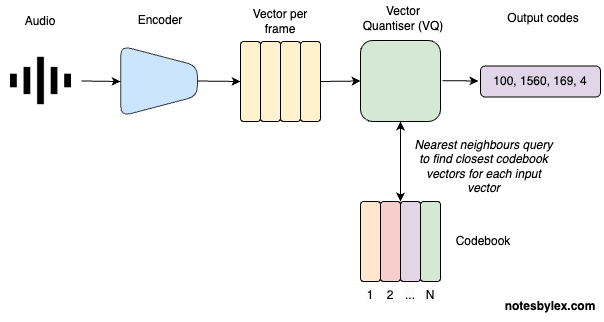 Audio
Encoder
Vector per
frame
Vector
Quantiser (VQ)
Output codes
100, 1560, 169, 4
Nearest neighbours query
to find closest codebook
vectors for each input
vector
Codebook
1 2 ... N
notesbylex.com